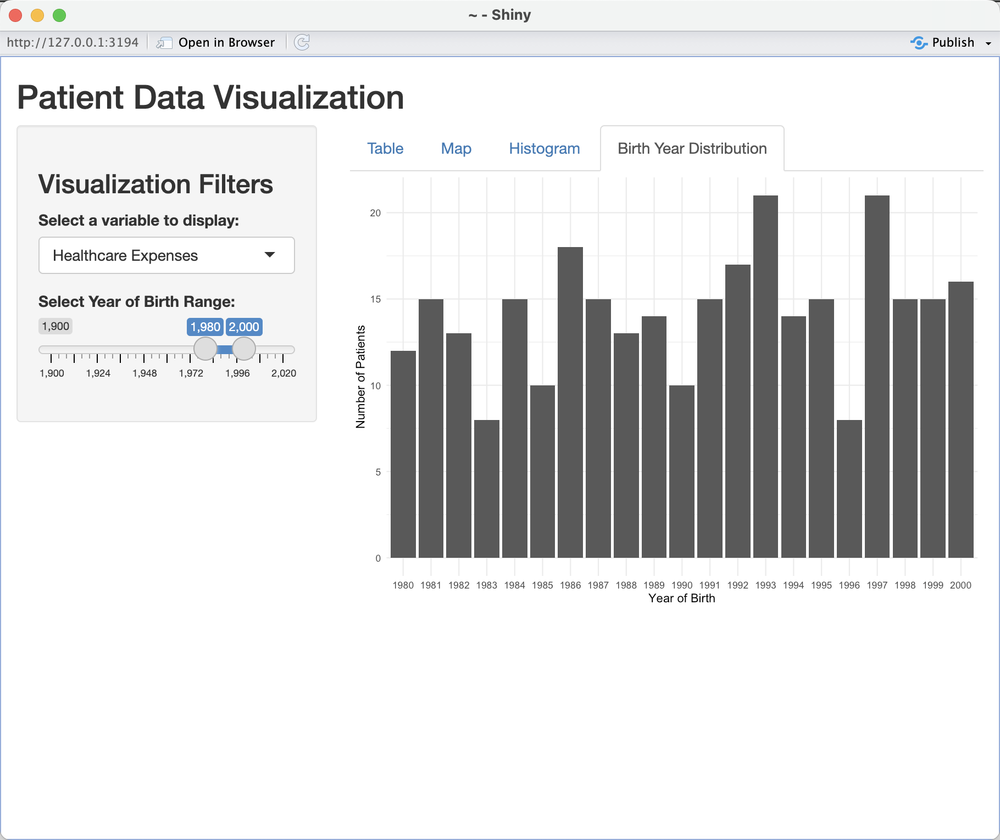 ~ - Shiny
http://127.0.0.1:3194 Open in Browser Publish
Patient Data Visualization
Visualization Filters
Select a variable to display:
Healthcare Expenses
Select Year of Birth Range:
1,900 1,980 2,000
1,900 1,924 1,948 1,972 1,996 2,020
Table Map Histogram Birth Year Distribution
Number of Patients
20
15
10
5
0
1980 1981 1982 1983 1984 1985 1986 1987 1988 1989 1990 1991 1992 1993 1994 1995 1996 1997 1998 1999 2000
Year of Birth